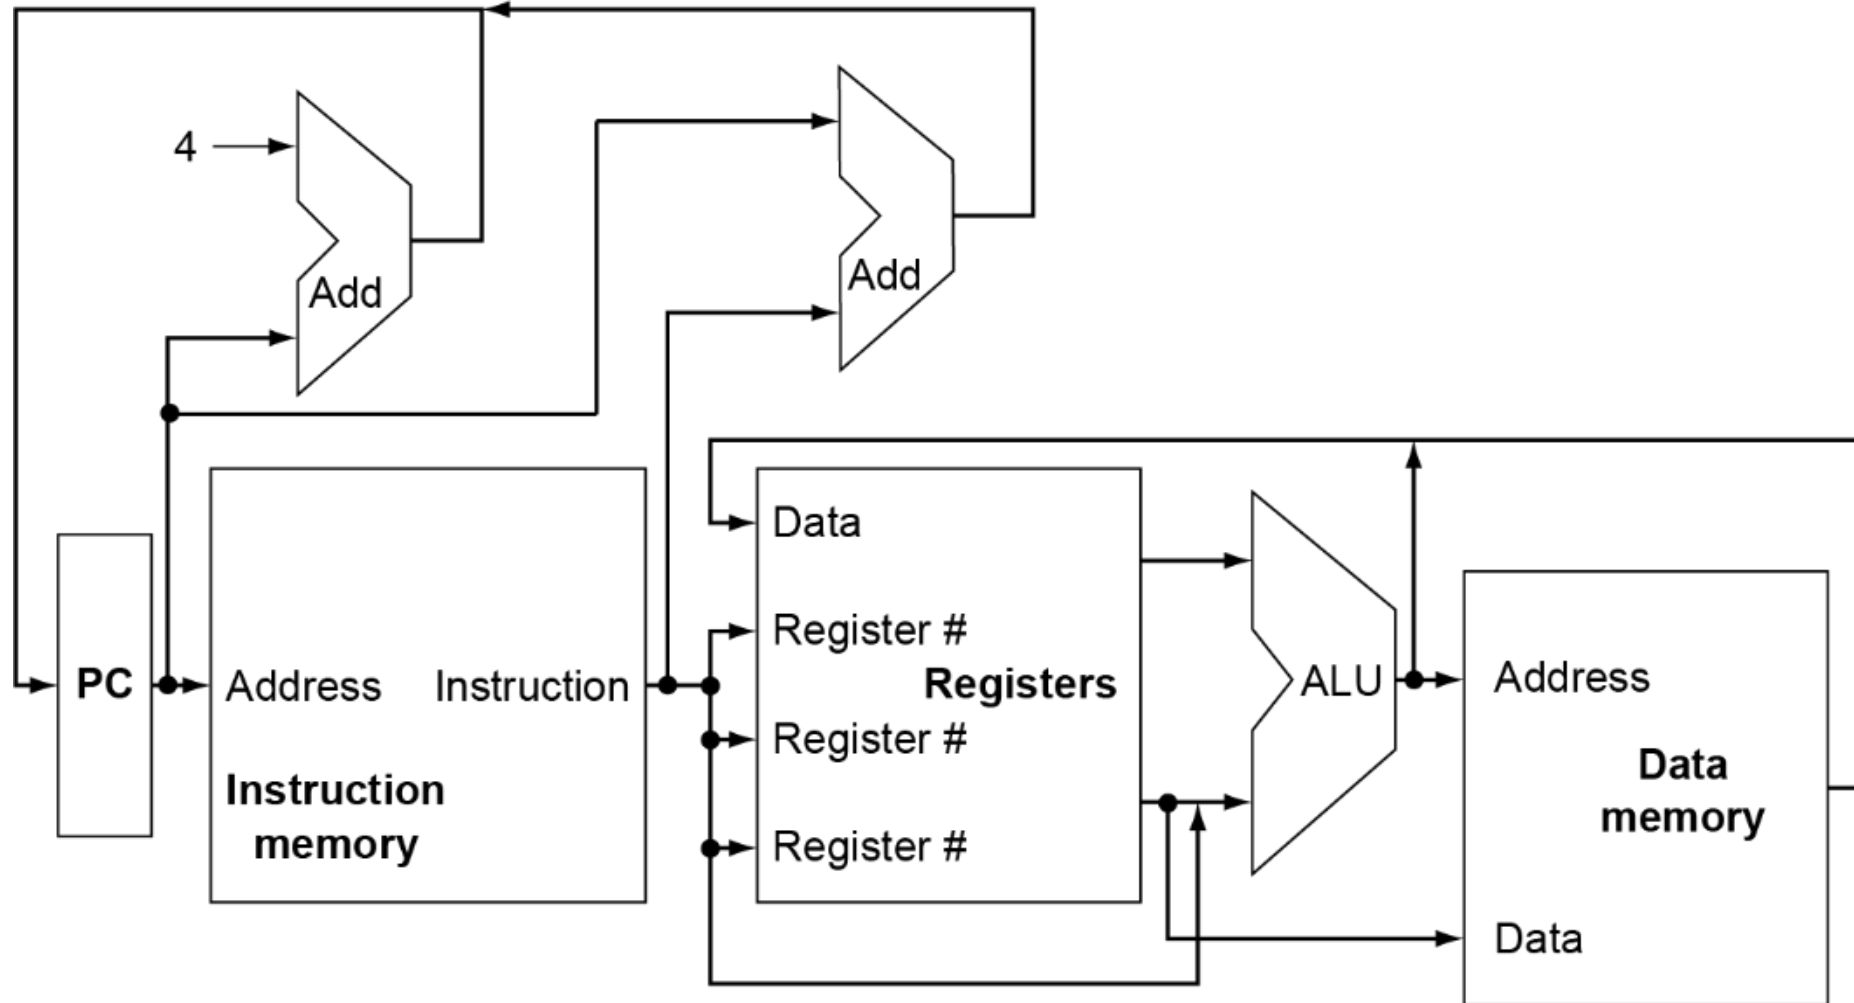 4
Add
Add
Data
Register #
PC
Address
Instruction
Registers
ALU
Address
Register #
Instruction
memory
Data
memory
Register #
Data